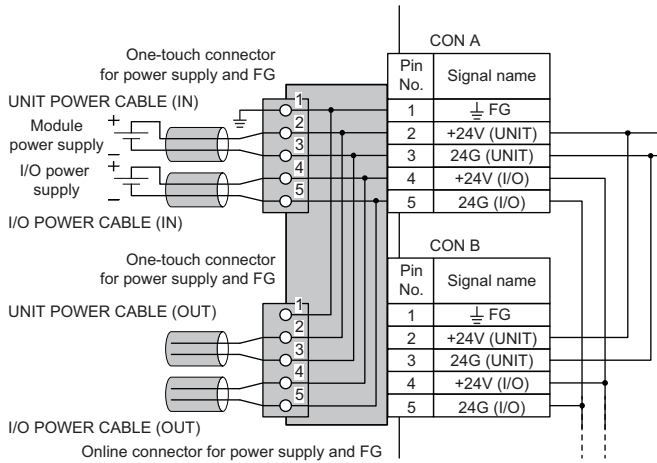 CON A
One-touch connector
for power supply and FG
Pin
No.
Signal name
UNIT POWER CABLE (IN)
1
1
FG
Module
power supply
+
−
2
2
+24V (UNIT)
3
3
24G (UNIT)
I/O power
supply
+
−
4
4
+24V (I/O)
5
5
24G (I/O)
I/O POWER CABLE (IN)
CON B
One-touch connector
for power supply and FG
Pin
No.
Signal name
UNIT POWER CABLE (OUT)
1
1
FG
2
2
+24V (UNIT)
3
3
24G (UNIT)
4
4
+24V (I/O)
5
5
24G (I/O)
I/O POWER CABLE (OUT)
Online connector for power supply and FG